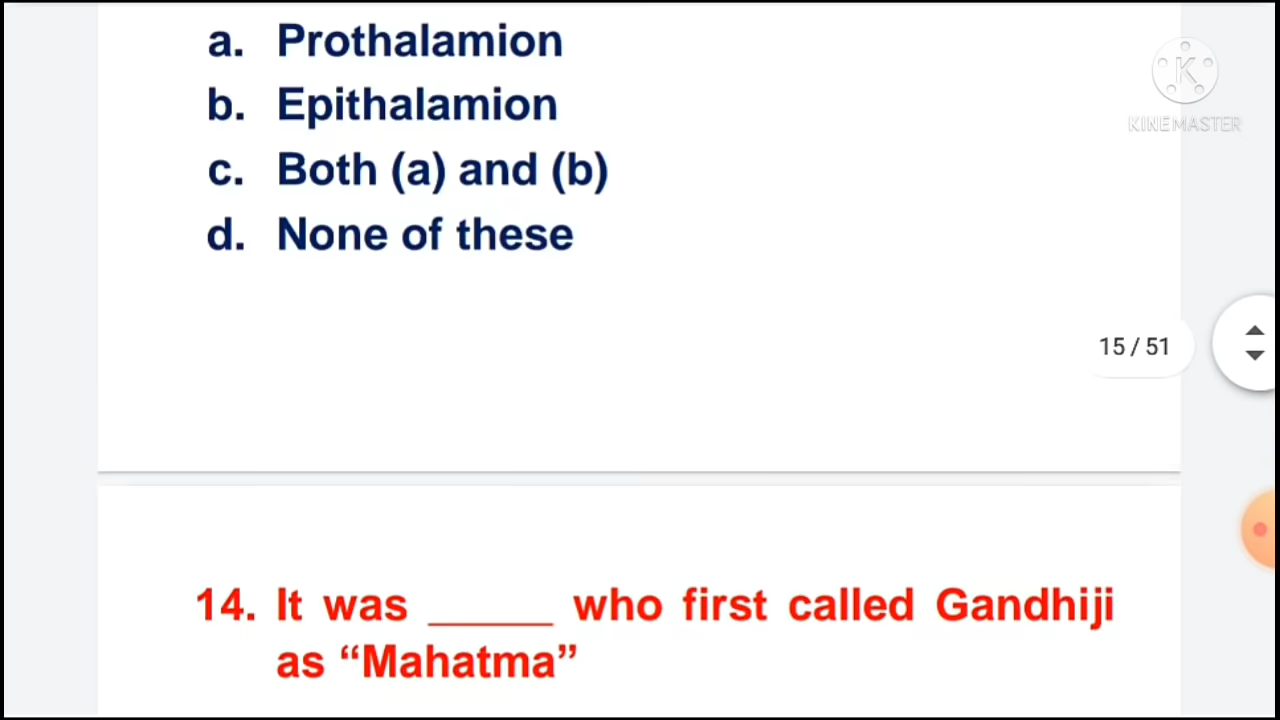 a. Prothalamion
b. Epithalamion
c. Both (a) and (b)
d. None of these
K
KINEMASTER
15 / 51
14. It was _____ who first called Gandhiji
as “Mahatma”